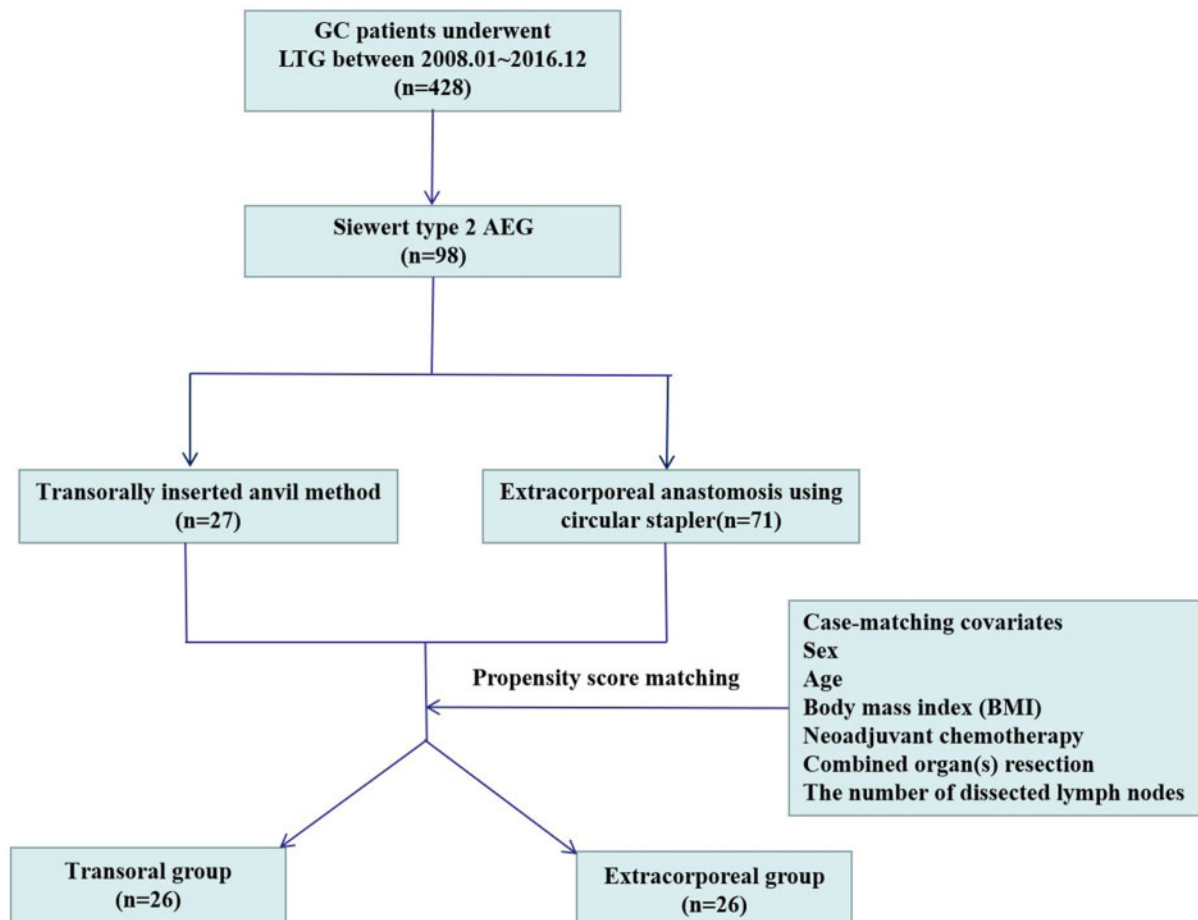 GC patients underwent
LTG between 2008.01~2016.12
(n=428)
Siewert type 2 AEG
(n=98)
Transorally inserted anvil method
(n=27)
Extracorporeal anastomosis using
circular stapler(n=71)
Propensity score matching
Case-matching covariates
Sex
Age
Body mass index (BMI)
Neoadjuvant chemotherapy
Combined organ(s) resection
The number of dissected lymph nodes
Transoral group
(n=26)
Extracorporeal group
(n=26)